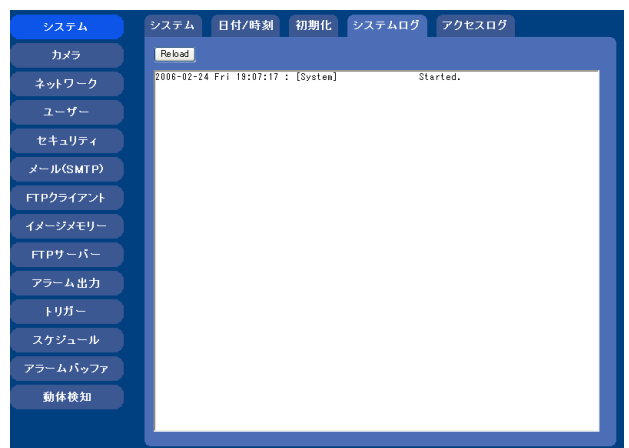 システム
カメラ
ネットワーク
ユーザー
セキュリティ
メール(SMTP)
FTPクライアント
イメージメモリー
FTPサーバー
アラーム出力
トリガー
スケジュール
アラームバッファ
動体検知
システム 日付/時刻 初期化 システムログ アクセスログ
Reload
2006-02-24 Fri 19:07:17 : [System] Started.